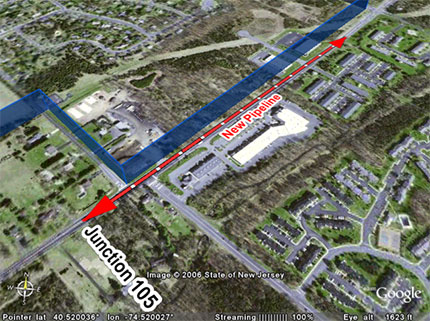 New Pipeline
Junction 105
Image © 2006 State of New Jersey
Google
Pointer lat 40.520036° lon -74.520027° Streaming |||||||||| 100% Eye alt 1623 ft